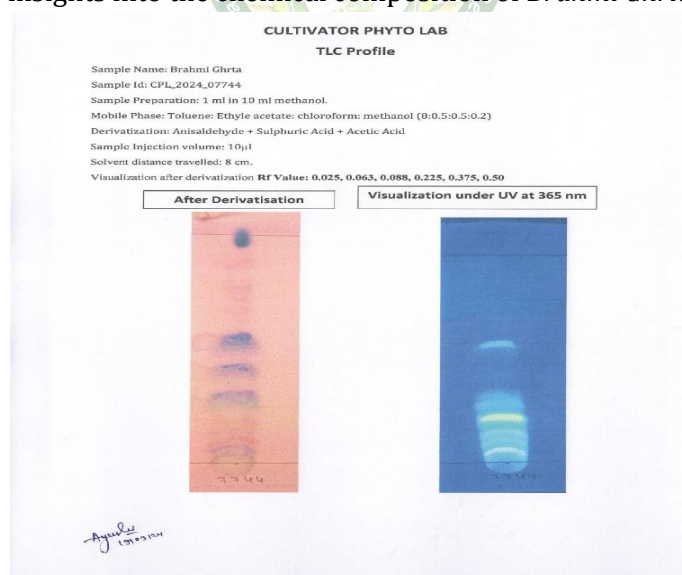 CULTIVATOR PHYTO LAB
TLC Profile
Sample Name: Brahmi Ghrta
Sample Id: CPL_2024_07744
Sample Preparation: 1 ml in 10 ml methanol.
Mobile Phase: Toluene: Ethyle acetate: chloroform: methanol (8:0.5:0.5:0.2)
Derivatization: Anisaldehyde + Sulphuric Acid + Acetic Acid
Sample Injection volume: 10µl
Solvent distance travelled: 8 cm.
Visualization after derivatization Rf Value: 0.025, 0.063, 0.088, 0.225, 0.375, 0.50
After Derivatisation
Visualization under UV at 365 nm
7744
7744